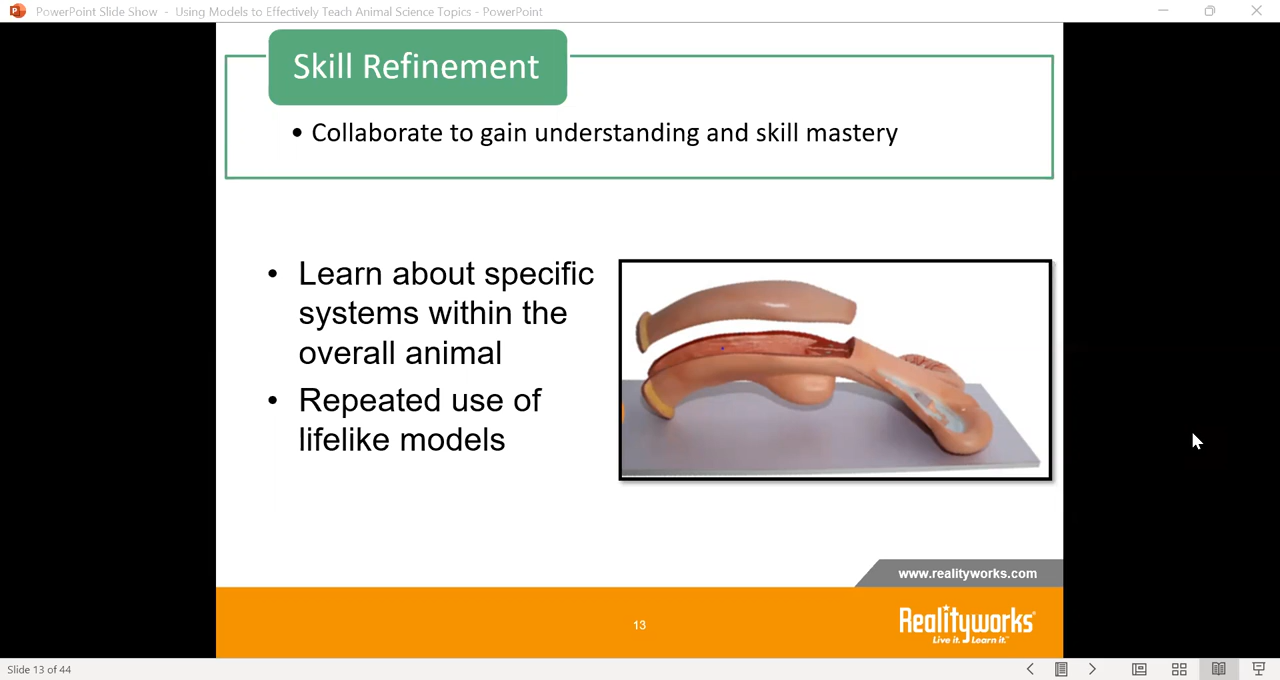 PowerPoint Slide Show - Using Models to Effectively Teach Animal Science Topics - PowerPoint
Skill Refinement
• Collaborate to gain understanding and skill mastery
• Learn about specific
systems within the
overall animal
• Repeated use of
lifelike models
www.realityworks.com
13
Realityworks
Live it. Learn it.™
Slide 13 of 44